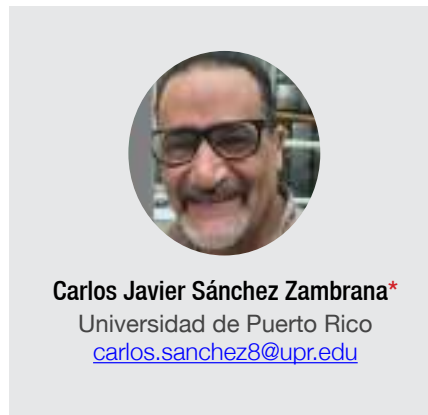 Carlos Javier Sánchez Zambrana*
Universidad de Puerto Rico
carlos.sanchez8@upr.edu